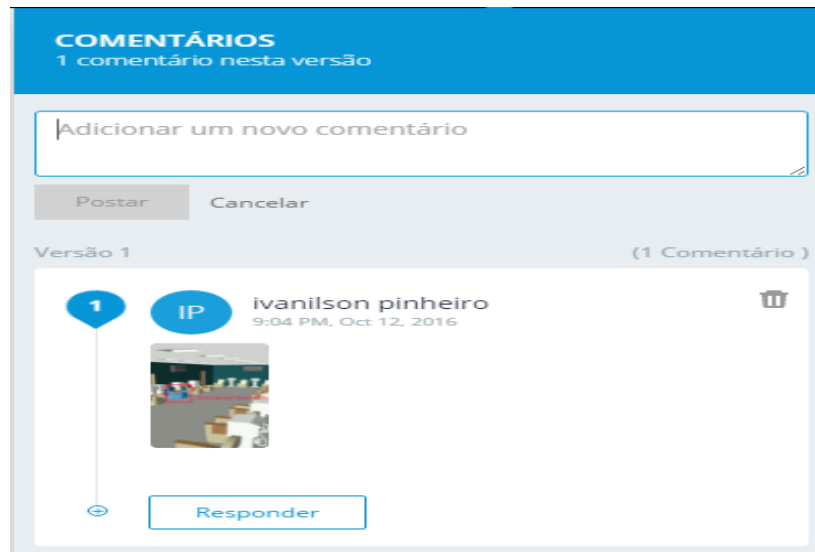 COMENTÁRIOS
1 comentário nesta versão
Adicionar um novo comentário
Postar Cancelar
Versão 1 (1 Comentário )
1 IP ivanilson pinheiro
9:04 PM, Oct 12, 2016
Responder